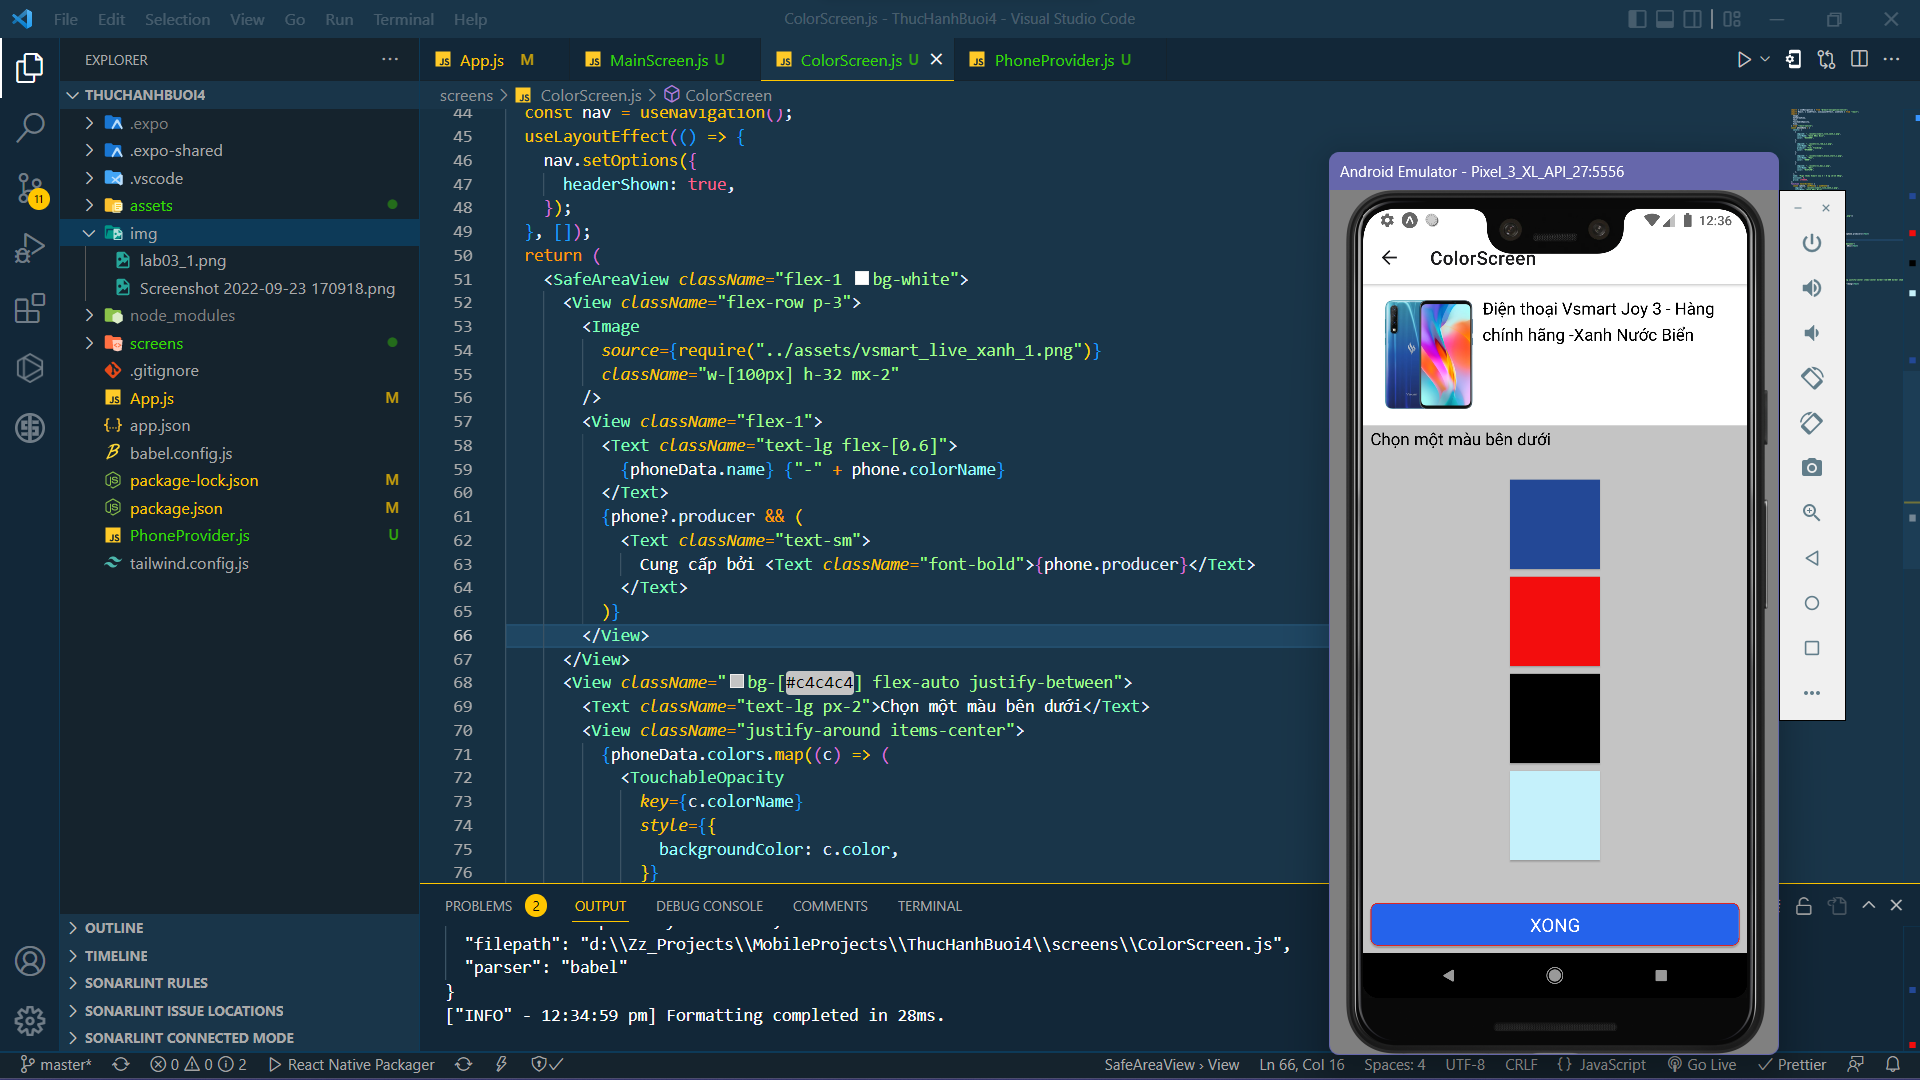 File Edit Selection View Go Run Terminal Help
ColorScreen.js - ThucHanhBuoi4 - Visual Studio Code
EXPLORER
THUCHANHBUOI4
.expo
.expo-shared
.vscode
assets
img
lab03_1.png
Screenshot 2022-09-23 170918.png
node_modules
screens
.gitignore
App.js M
app.json
babel.config.js
package-lock.json M
package.json M
PhoneProvider.js U
tailwind.config.js
OUTLINE
TIMELINE
SONARLINT RULES
SONARLINT ISSUE LOCATIONS
SONARLINT CONNECTED MODE
11
JS App.js M JS MainScreen.js U JS ColorScreen.js U JS PhoneProvider.js U
screens > JS ColorScreen.js > ColorScreen
44 const nav = useNavigation();
45 useLayoutEffect(() => {
46 nav.setOptions({
47 headerShown: true,
48 });
49 }, []);
50 return (
51 <SafeAreaView className="flex-1 bg-white">
52 <View className="flex-row p-3">
53 <Image
54 source={require("../assets/vsmart_live_xanh_1.png")}
55 className="w-[100px] h-32 mx-2"
56 />
57 <View className="flex-1">
58 <Text className="text-lg flex-[0.6]">
59 {phoneData.name} {"-" + phone.colorName}
60 </Text>
61 {phone?.producer && (
62 <Text className="text-sm">
63 Cung cấp bởi <Text className="font-bold">{phone.producer}</Text>
64 </Text>
65 )}
66 </View>
67 </View>
68 <View className="bg-[#c4c4c4] flex-auto justify-between">
69 <Text className="text-lg px-2">Chọn một màu bên dưới</Text>
70 <View className="justify-around items-center">
71 {phoneData.colors.map((c) => (
72 <TouchableOpacity
73 key={c.colorName}
74 style={{
75 backgroundColor: c.color,
76 }}
PROBLEMS 2 OUTPUT DEBUG CONSOLE COMMENTS TERMINAL
"filepath": "d:\\Zz_Projects\\MobileProjects\\ThucHanhBuoi4\\screens\\ColorScreen.js",
"parser": "babel"
}
["INFO" - 12:34:59 pm] Formatting completed in 28ms.
Android Emulator - Pixel_3_XL_API_27:5556
12:36
ColorScreen
Điện thoại Vsmart Joy 3 - Hàng
chính hãng -Xanh Nước Biển
Chọn một màu bên dưới
XONG
master* 0 0 2 React Native Packager
SafeAreaView › View Ln 66, Col 16 Spaces: 4 UTF-8 CRLF {} JavaScript Go Live Prettier